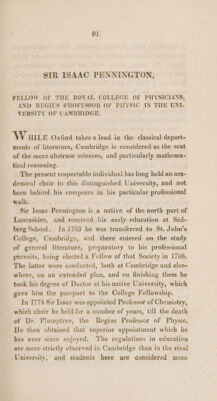 91
SIR ISAAC PENNINGTON,
FELLOW OF THE ROYAL COLLEGE OF PHYSICIANS,
AND REGIUS PROFESSOR OF PHYSIC IN THE UNI-
VERSITY OF CAMBRIDGE.
WHILE Oxford takes a lead in the classical depart-
ments of literature, Cambridge is considered as the seat
of the more abstruse sciences, and particularly mathema-
tical reasoning.
The present respectable individual has long held an aca-
demical chair in this distinguished University, and not
been behind his compeers in his particular professional
walk.
Sir Isaac Pennington is a native of the north part of
Lancashire, and received his early education at Sed-
berg School. In 1763 he was transferred to St. John's
College, Cambridge, and there entered on the study
of general literature, preparatory to his professional
pursuits, being elected a Fellow of that Society in 1768.
The latter were conducted, both at Cambridge and else-
where, on an extended plan, and on finishing them he
took his degree of Doctor at his native University, which
gave him the passport to the College Fellowship.
In 1774 Sir Isaac was appointed Professor of Chemistry,
which chair he held for a number of years, till the death
of Dr. Plumptree, the Regius Professor of Physic.
He then obtained that superior appointment which he
has ever since enjoyed. The regulations in education
are more strictly observed in Cambridge than in the rival
University, and students here are considered more